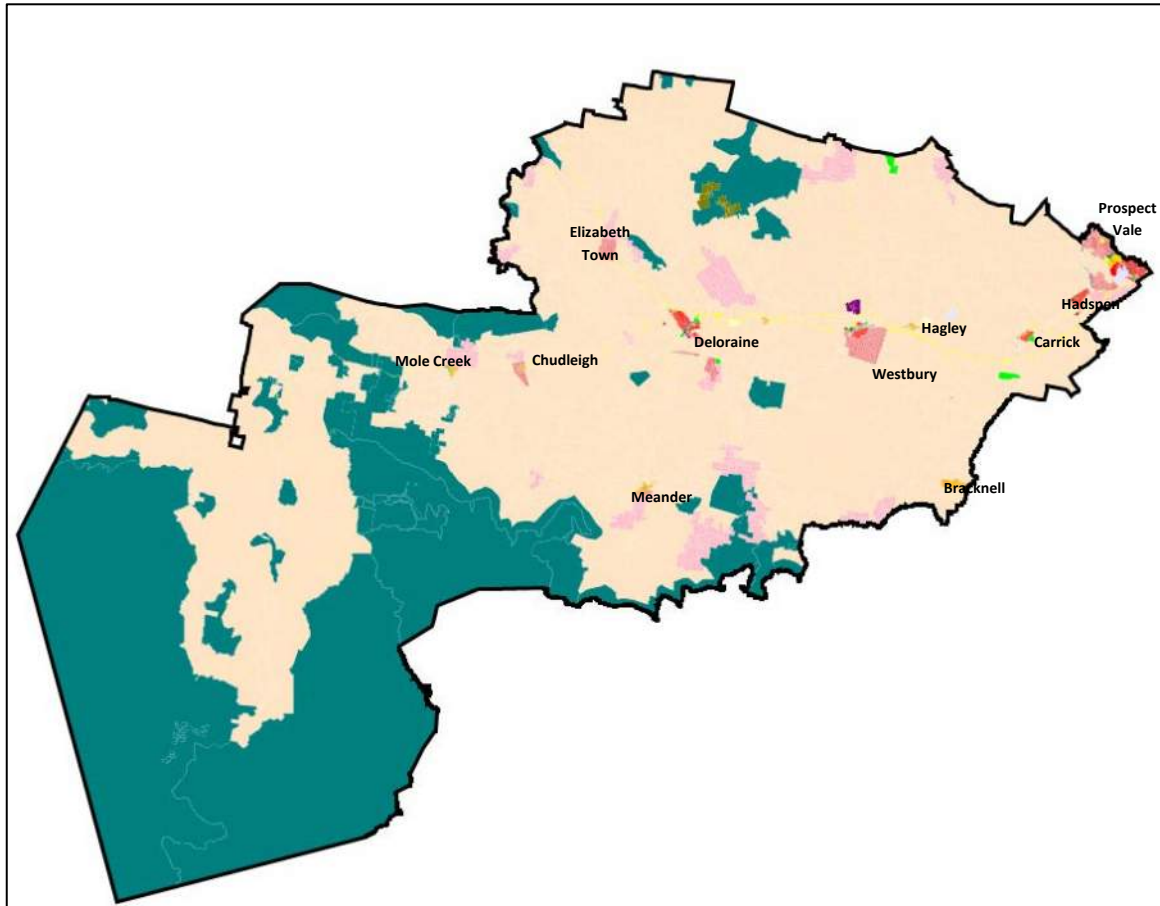 Prospect
Vale
Elizabeth
Town
Hadspen
Hagley
Deloraine
Carrick
Mole Creek
Chudleigh
Westbury
Meander
Bracknell